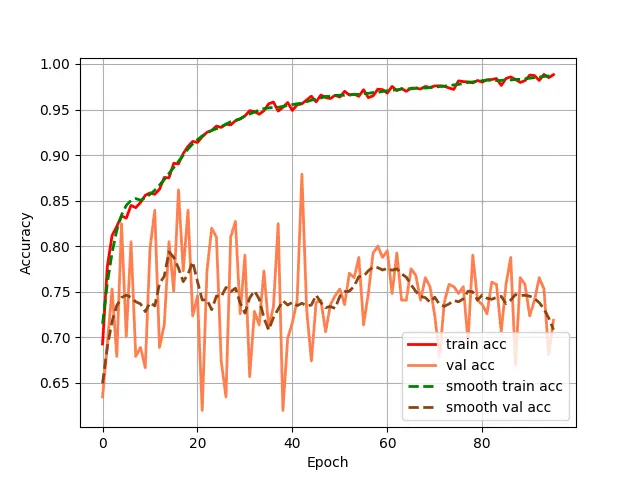 1.00
0.95
0.90
0.85
0.80
0.75
0.70
0.65
Accuracy
0
20
40
60
80
Epoch
train acc
val acc
smooth train acc
smooth val acc